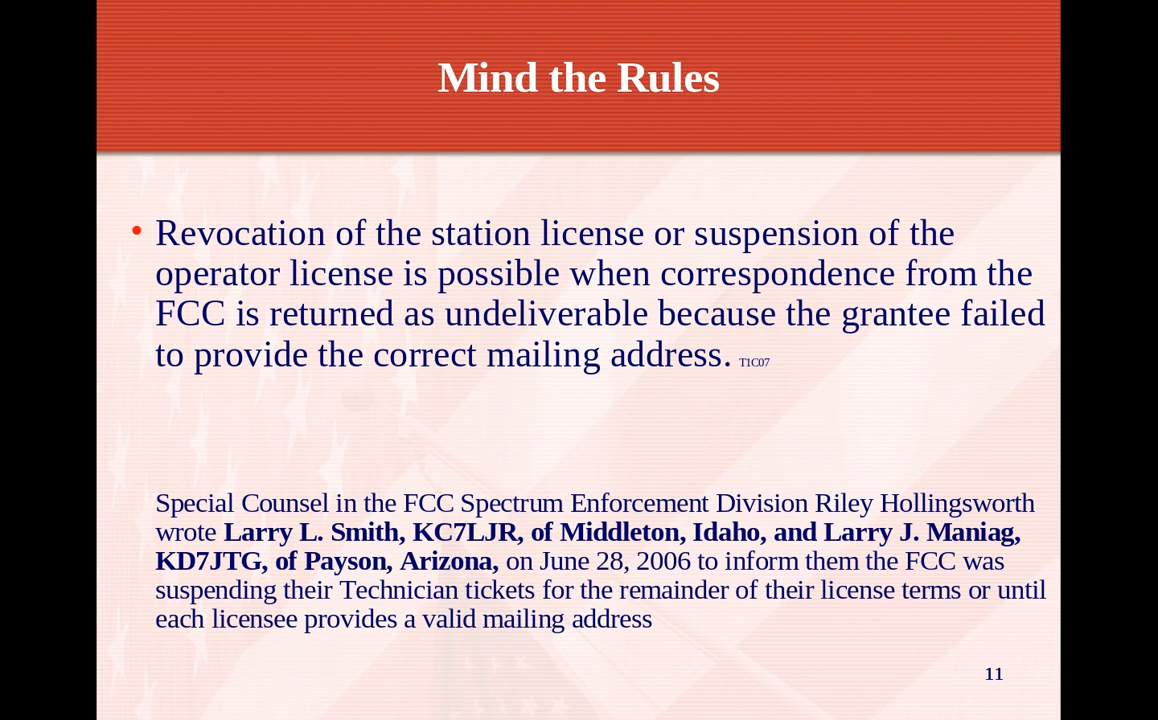 Mind the Rules
• Revocation of the station license or suspension of the
operator license is possible when correspondence from the
FCC is returned as undeliverable because the grantee failed
to provide the correct mailing address. T1C07
Special Counsel in the FCC Spectrum Enforcement Division Riley Hollingsworth
wrote Larry L. Smith, KC7LJR, of Middleton, Idaho, and Larry J. Maniag,
KD7JTG, of Payson, Arizona, on June 28, 2006 to inform them the FCC was
suspending their Technician tickets for the remainder of their license terms or until
each licensee provides a valid mailing address
11